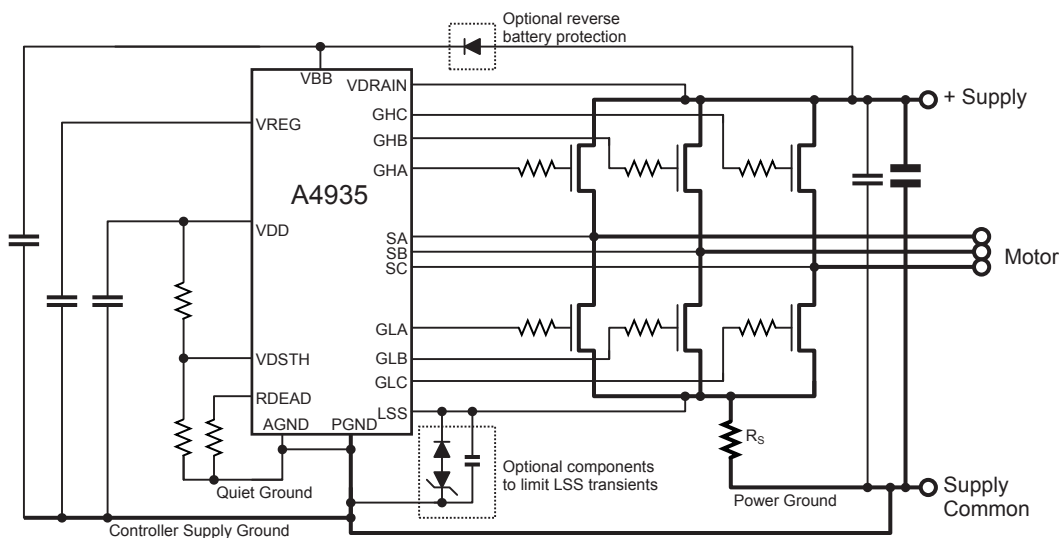 Optional reverse
battery protection
VBB
VDRAIN
+ Supply
GHC
VREG
GHB
GHA
A4935
VDD
SA
SB
SC
Motor
GLA
VDSTH
GLB
GLC
RDEAD
LSS
AGND
PGND
RS
Optional components
to limit LSS transients
Quiet Ground
Power Ground
Supply
Common
Controller Supply Ground